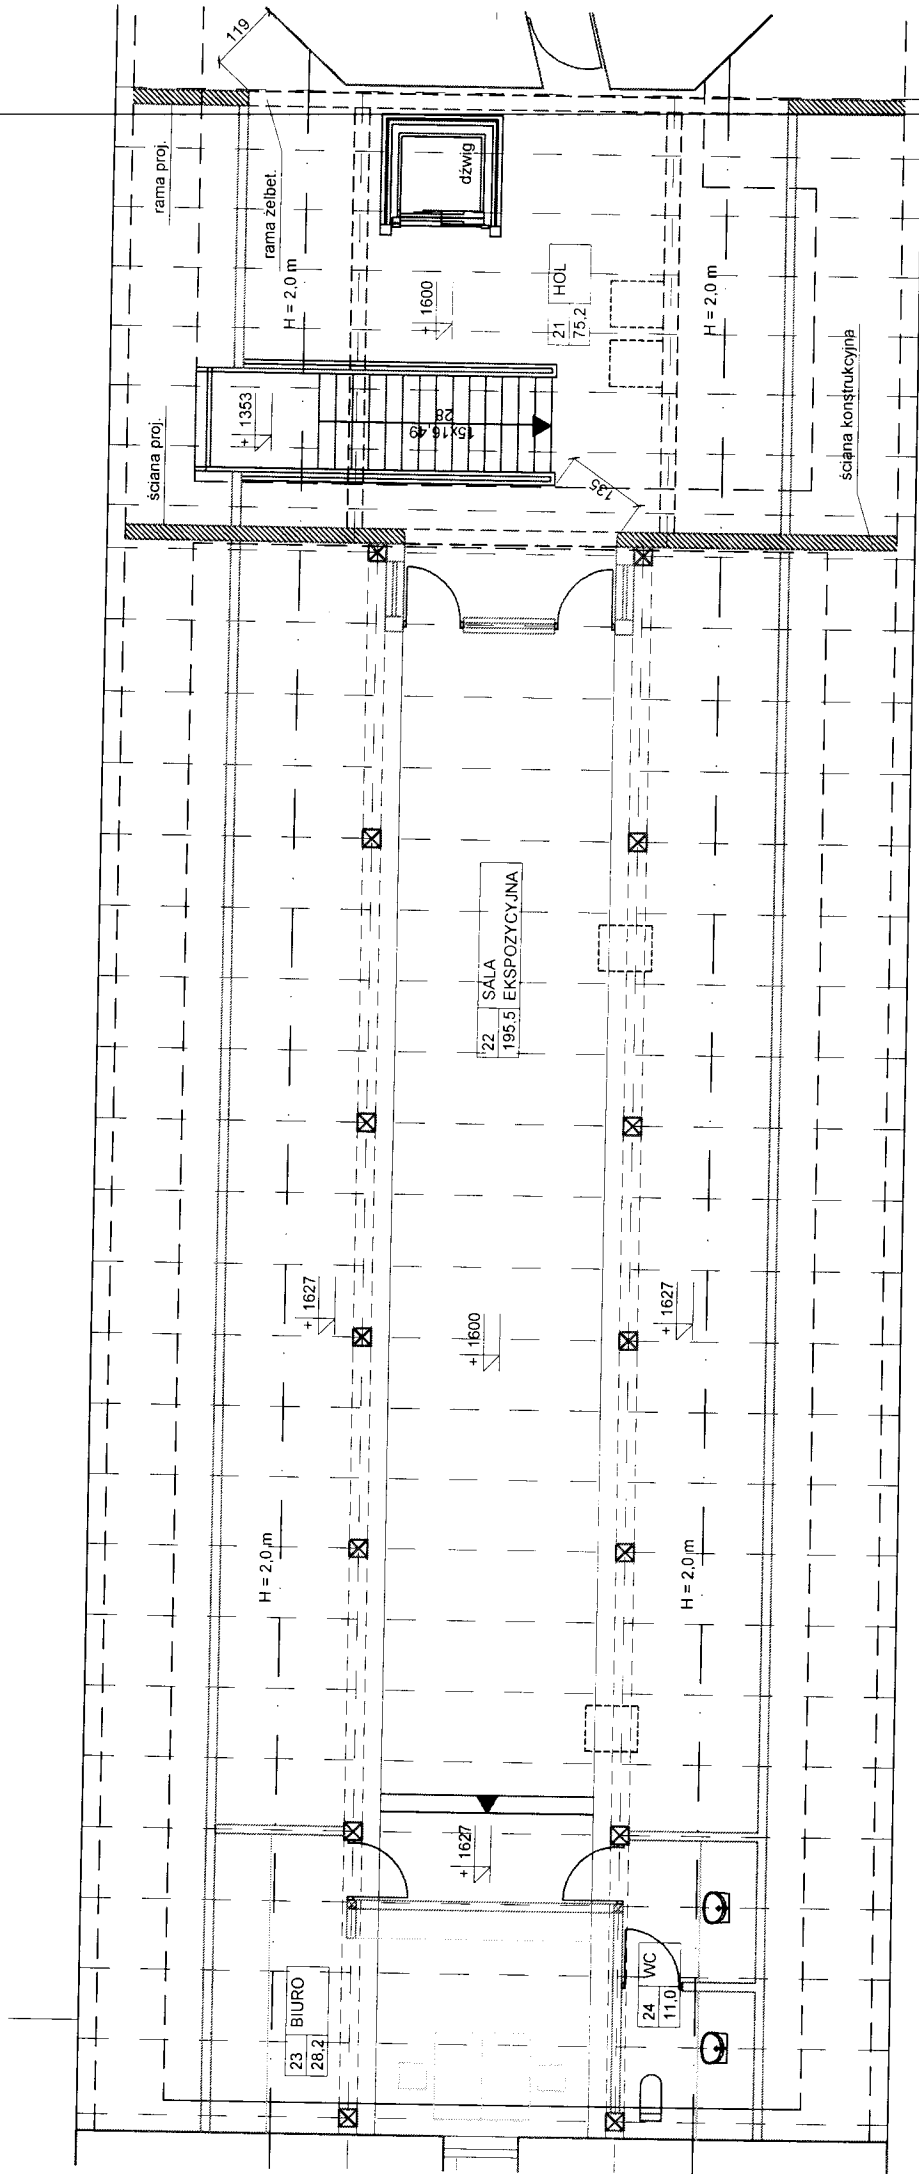 119
rama proj.
rama żelbet.
dźwig
H = 2,0 m
+ 1600
21 HOL
75,2
H = 2,0 m
+ 1353
15x16,49
28
ściana proj.
ściana konstrukcyjna
135
22 SALA
195,5 EKSPOZYCYJNA
+ 1627
+ 1600
+ 1627
H = 2,0 m
H = 2,0 m
+ 1627
23 BIURO
28,2
24 WC
11,0